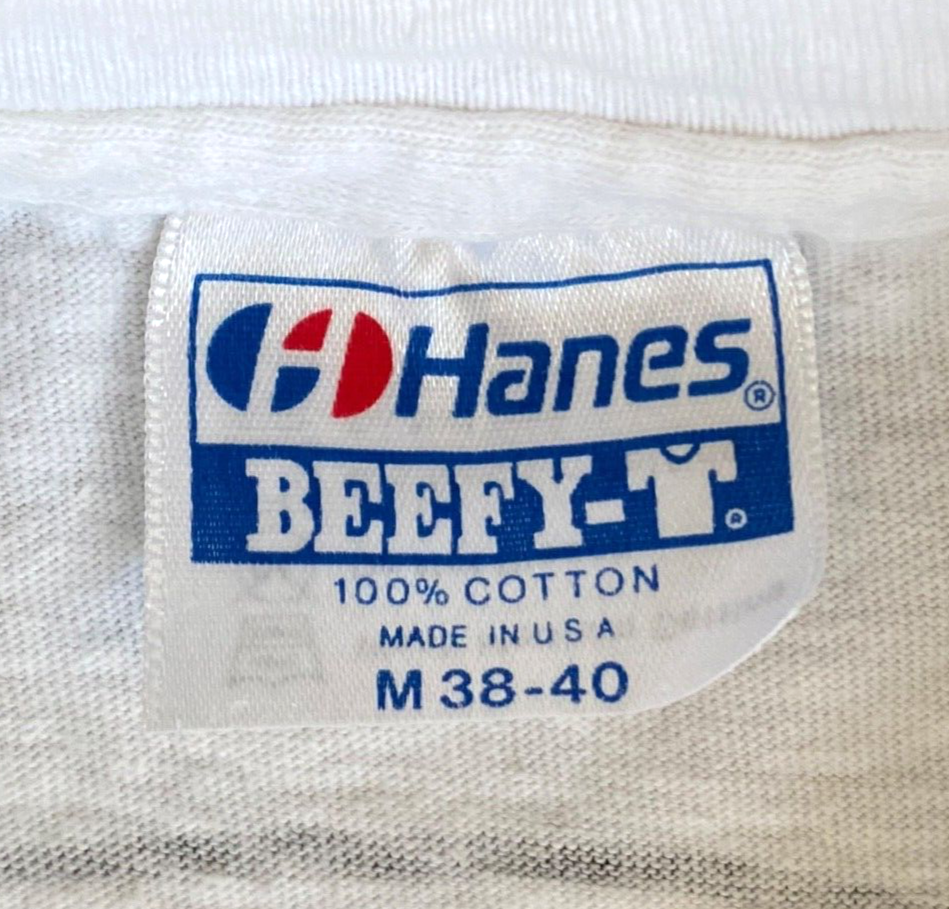 Hanes®
BEEFY-T®
100% COTTON
MADE IN U S A
M 38-40